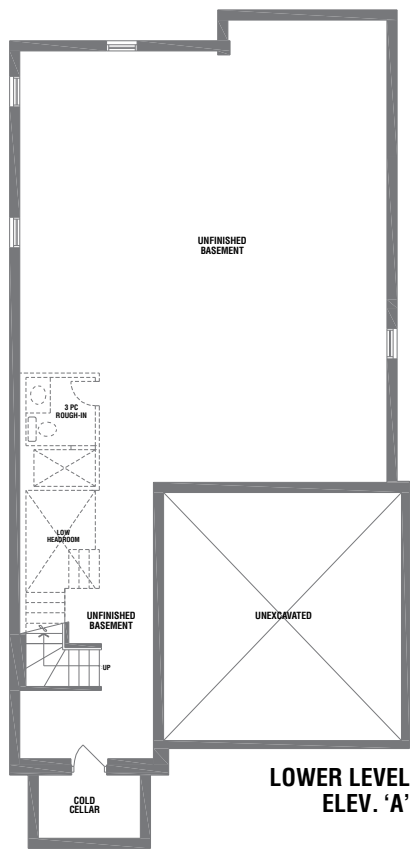 UNFINISHED
BASEMENT
3 PC
ROUGH-IN
LOW
HEADROOM
UNFINISHED
BASEMENT
UNEXCAVATED
UP
COLD
CELLAR
LOWER LEVEL
ELEV. ‘A’